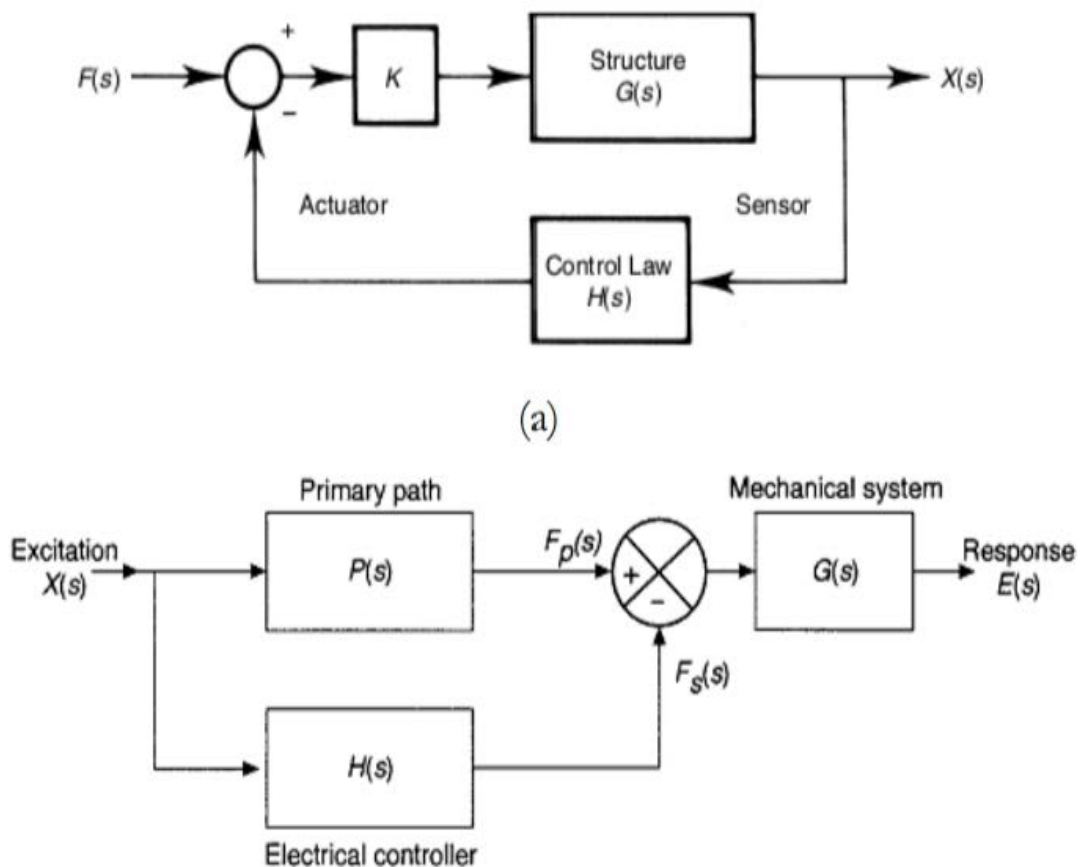 +
F(s)
K
Structure
G(s)
X(s)
−
Actuator
Sensor
Control Law
H(s)
(a)
Primary path
Mechanical system
Excitation
X(s)
P(s)
Fp(s)
+
−
G(s)
Response
E(s)
Fs(s)
H(s)
Electrical controller